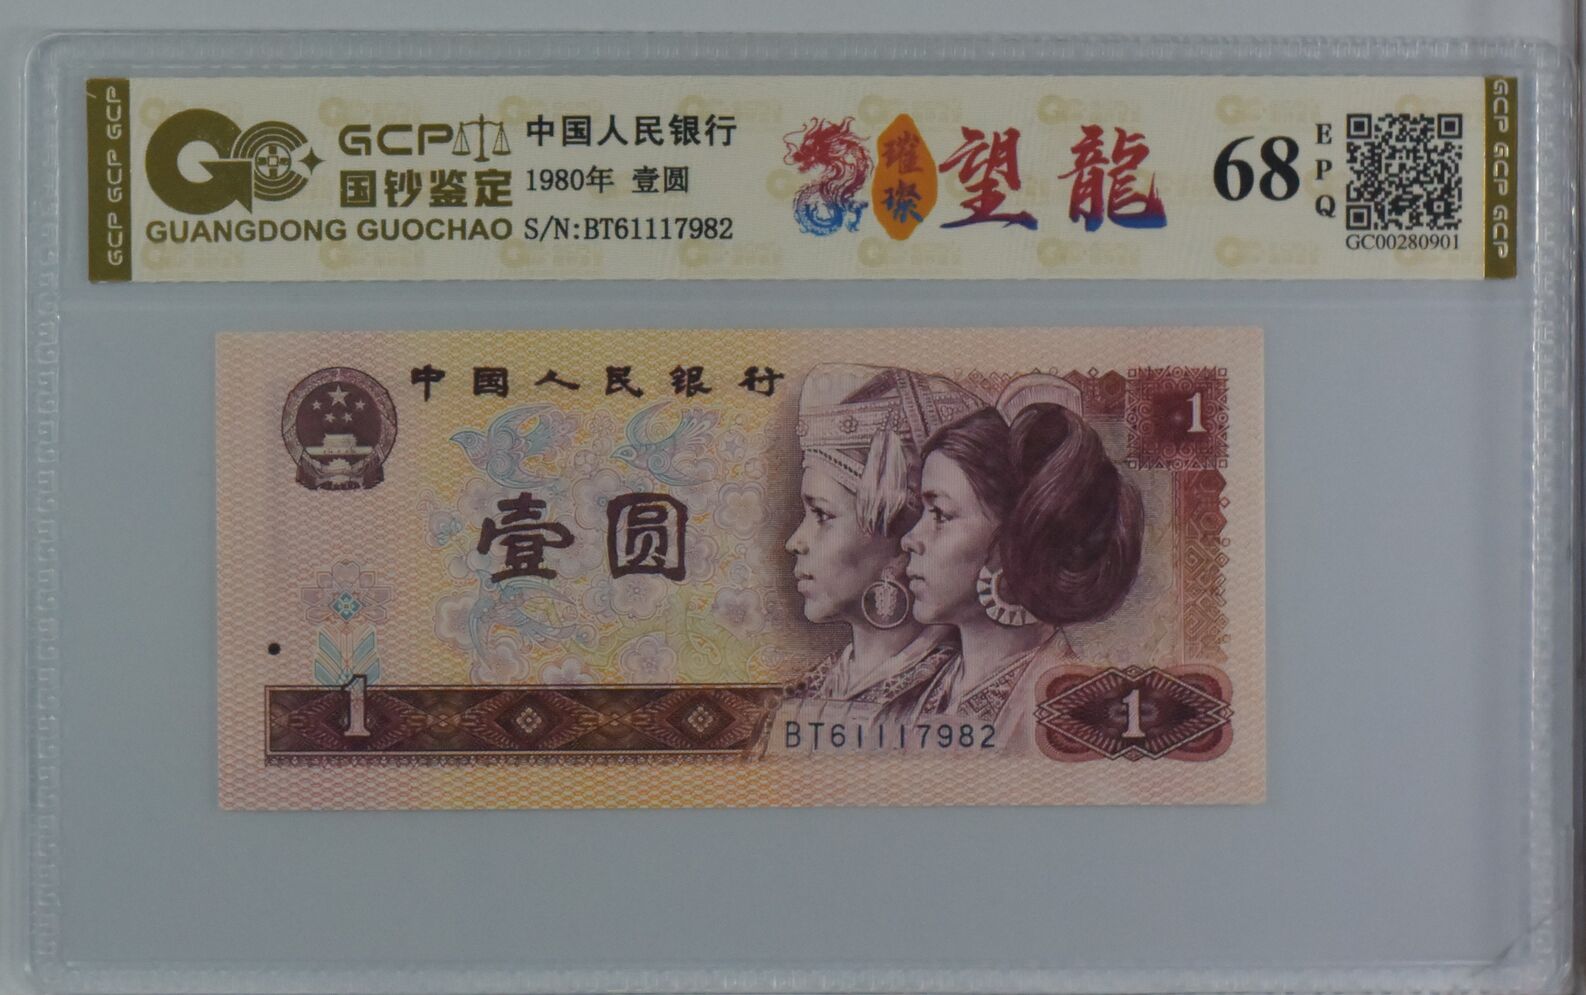 GCP GCP GCP
GCP
国钞鉴定
GUANGDONG GUOCHAO
中国人民银行
1980年 壹圆
S/N:BT61117982
璀璨
望龍
68
EPQ
GC00280901
GCP GCP GCP
中国人民银行
1
壹圆
1
BT61117982
1